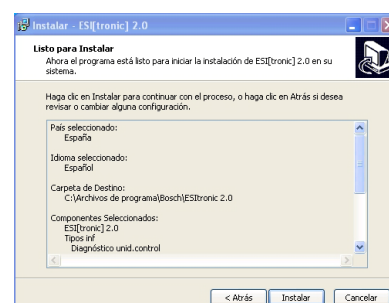 Instalar - ESI[tronic] 2.0
Listo para Instalar
Ahora el programa está listo para iniciar la instalación de ESI[tronic] 2.0 en su
sistema.
Haga clic en Instalar para continuar con el proceso, o haga clic en Atrás si desea
revisar o cambiar alguna configuración.
País seleccionado:
España
Idioma seleccionado:
Español
Carpeta de Destino:
C:\Archivos de programa\Bosch\ESItronic 2.0
Componentes Seleccionados:
ESI[tronic] 2.0
Tipos inf
Diagnóstico unid.control
< Atrás
Instalar
Cancelar